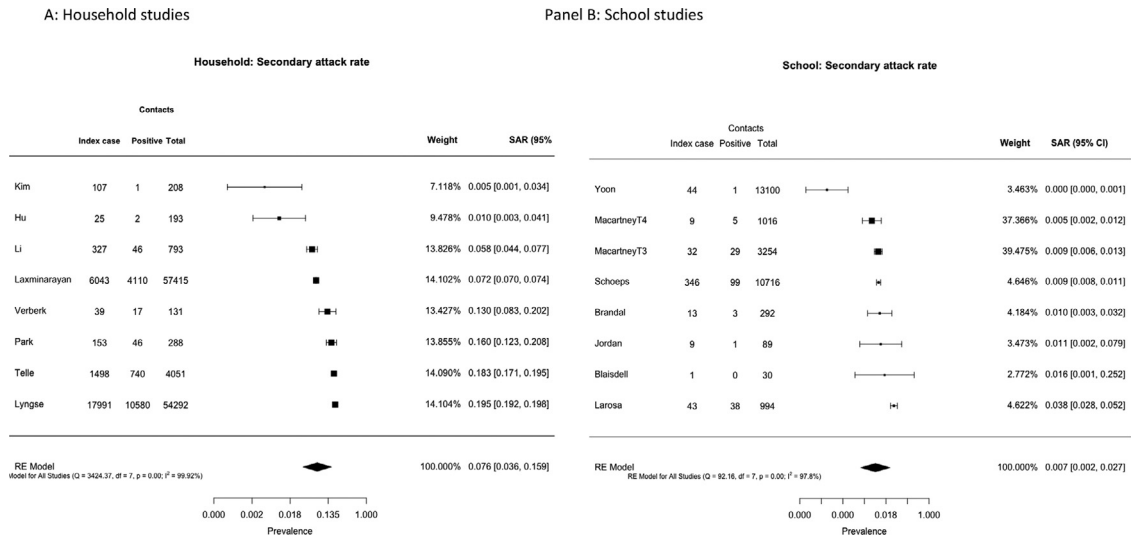 A: Household studies
Household: Secondary attack rate
Contacts
Index case Positive Total Weight SAR (95%
Kim 107 1 208 7.118% 0.005 [0.001, 0.034]
Hu 25 2 193 9.478% 0.010 [0.003, 0.041]
Li 327 46 793 13.826% 0.058 [0.044, 0.077]
Laxminarayan 6043 4110 57415 14.102% 0.072 [0.070, 0.074]
Verberk 39 17 131 13.427% 0.130 [0.083, 0.202]
Park 153 46 288 13.855% 0.160 [0.123, 0.208]
Telle 1498 740 4051 14.090% 0.183 [0.171, 0.195]
Lyngse 17991 10580 54292 14.104% 0.195 [0.192, 0.198]
RE Model 100.000% 0.076 [0.036, 0.159]
Model for All Studies (Q = 3424.37, df = 7, p = 0.00; I² = 99.92%)
0.000 0.002 0.018 0.135 1.000
Prevalence
Panel B: School studies
School: Secondary attack rate
Contacts
Index case Positive Total Weight SAR (95% CI)
Yoon 44 1 13100 3.463% 0.000 [0.000, 0.001]
MacartneyT4 9 5 1016 37.366% 0.005 [0.002, 0.012]
MacartneyT3 32 29 3254 39.475% 0.009 [0.006, 0.013]
Schoeps 346 99 10716 4.646% 0.009 [0.008, 0.011]
Brandal 13 3 292 4.184% 0.010 [0.003, 0.032]
Jordan 9 1 89 3.473% 0.011 [0.002, 0.079]
Blaisdell 1 0 30 2.772% 0.016 [0.001, 0.252]
Larosa 43 38 994 4.622% 0.038 [0.028, 0.052]
RE Model 100.000% 0.007 [0.002, 0.027]
RE Model for All Studies (Q = 92.16, df = 7, p = 0.00; I² = 97.8%)
0.000 0.000 0.018 1.000
Prevalence